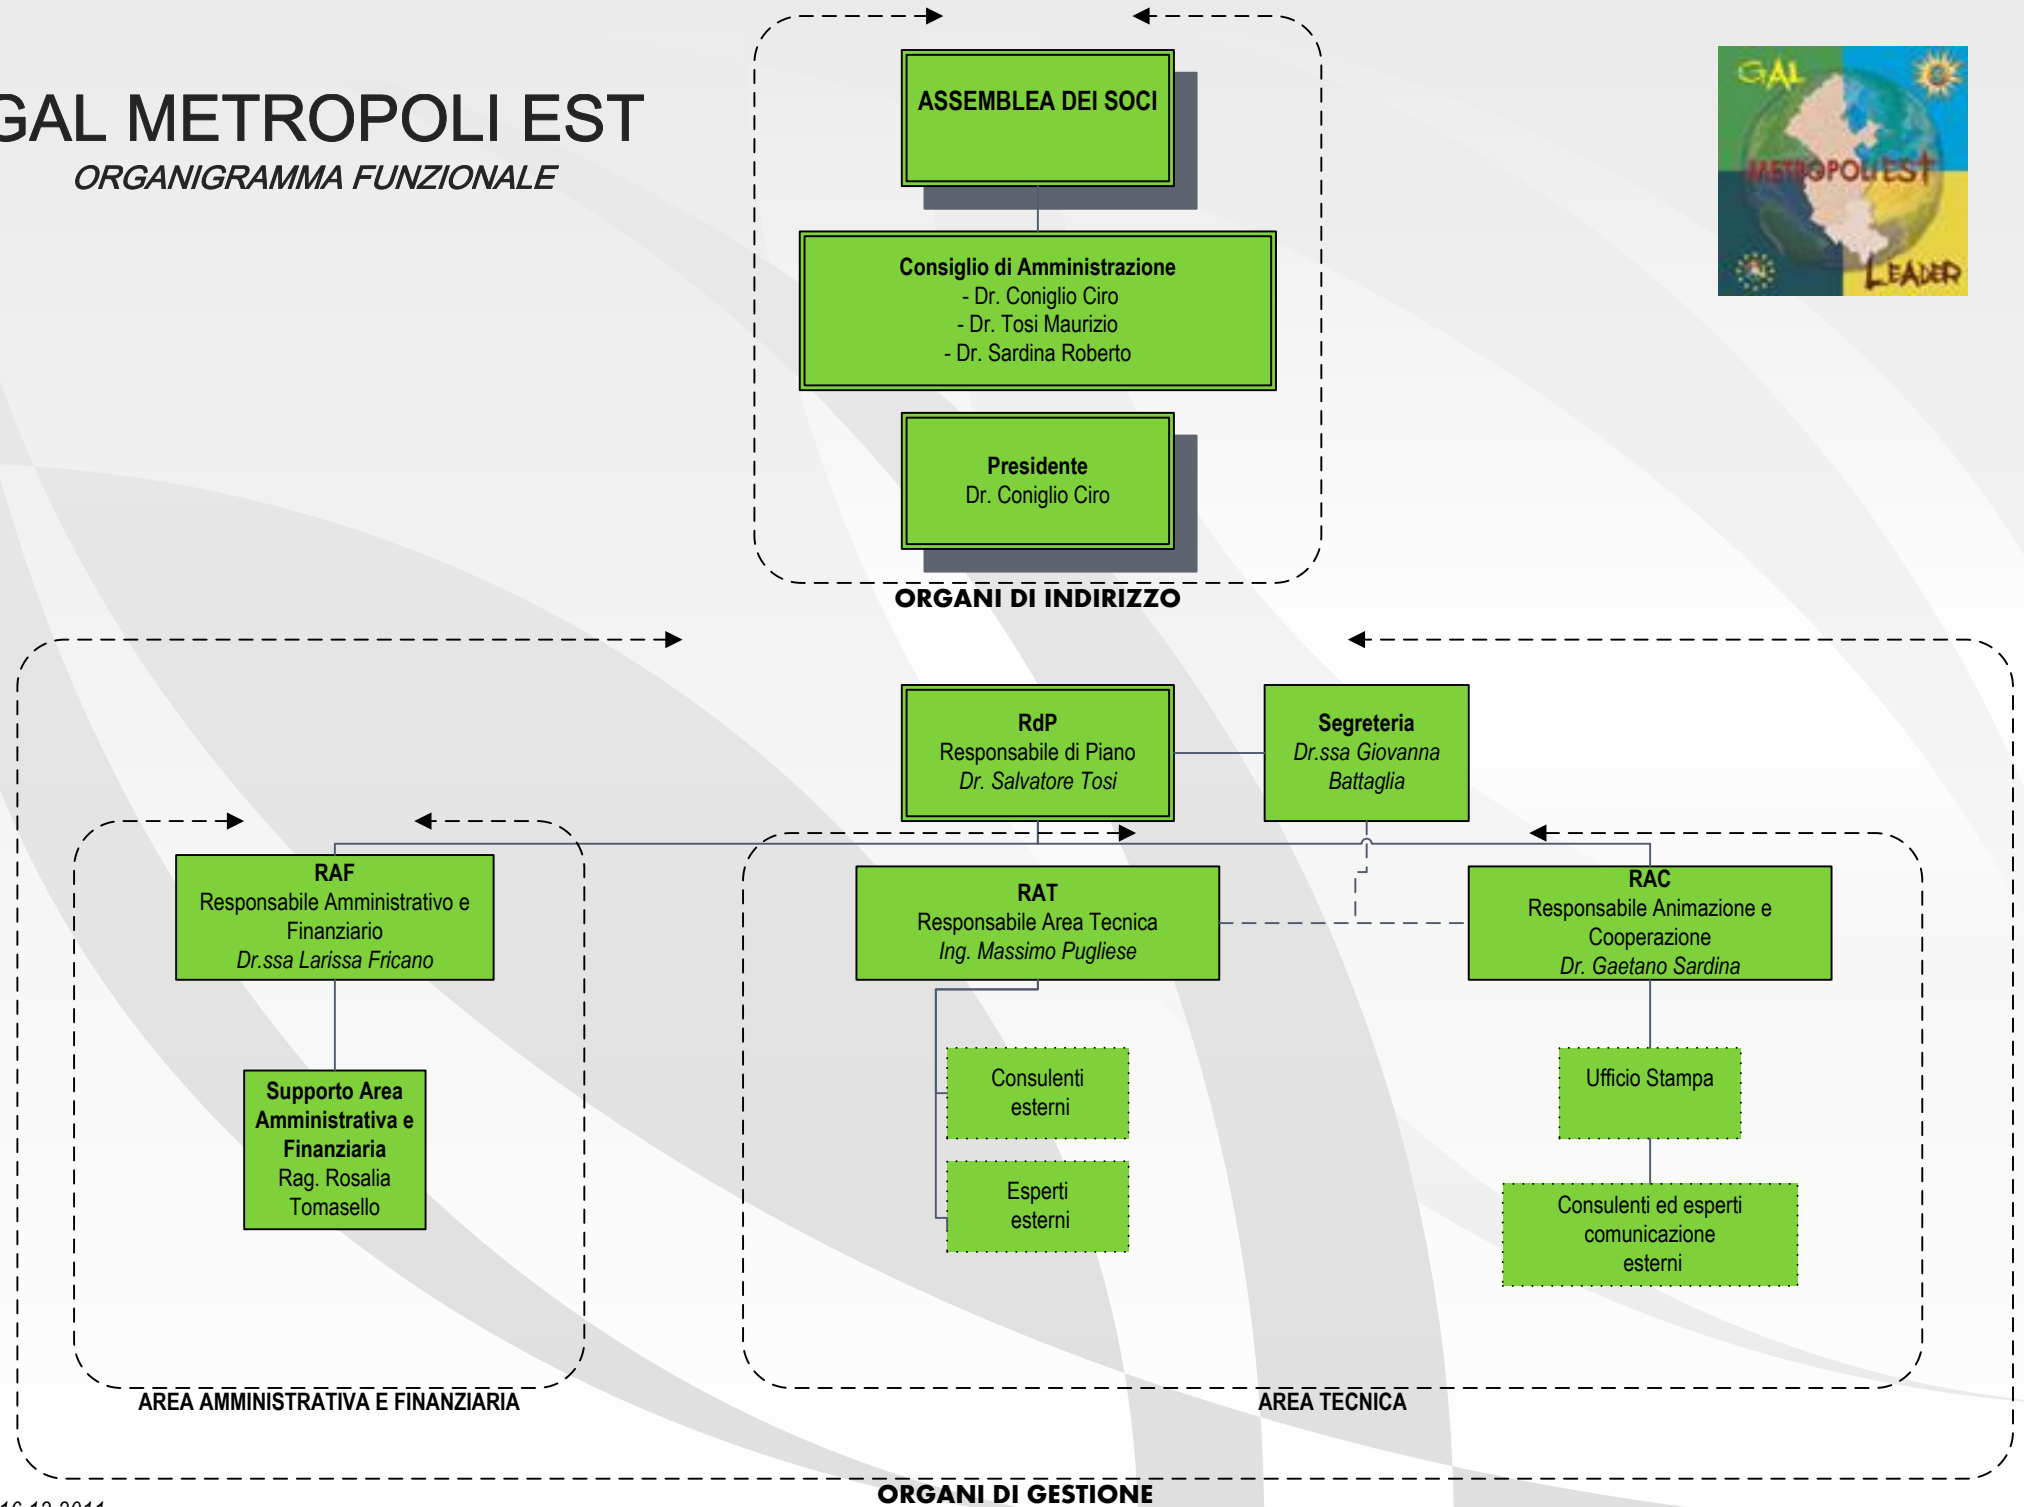 GAL METROPOLI EST
ORGANIGRAMMA FUNZIONALE
GAL
METROPOLI EST
LEADER
ASSEMBLEA DEI SOCI
Consiglio di Amministrazione
- Dr. Coniglio Ciro
- Dr. Tosi Maurizio
- Dr. Sardina Roberto
Presidente
Dr. Coniglio Ciro
ORGANI DI INDIRIZZO
RdP
Responsabile di Piano
Dr. Salvatore Tosi
Segreteria
Dr.ssa Giovanna
Battaglia
RAF
Responsabile Amministrativo e
Finanziario
Dr.ssa Larissa Fricano
RAT
Responsabile Area Tecnica
Ing. Massimo Pugliese
RAC
Responsabile Animazione e
Cooperazione
Dr. Gaetano Sardina
Supporto Area
Amministrativa e
Finanziaria
Rag. Rosalia
Tomasello
Consulenti
esterni
Esperti
esterni
Ufficio Stampa
Consulenti ed esperti
comunicazione
esterni
AREA AMMINISTRATIVA E FINANZIARIA
AREA TECNICA
ORGANI DI GESTIONE